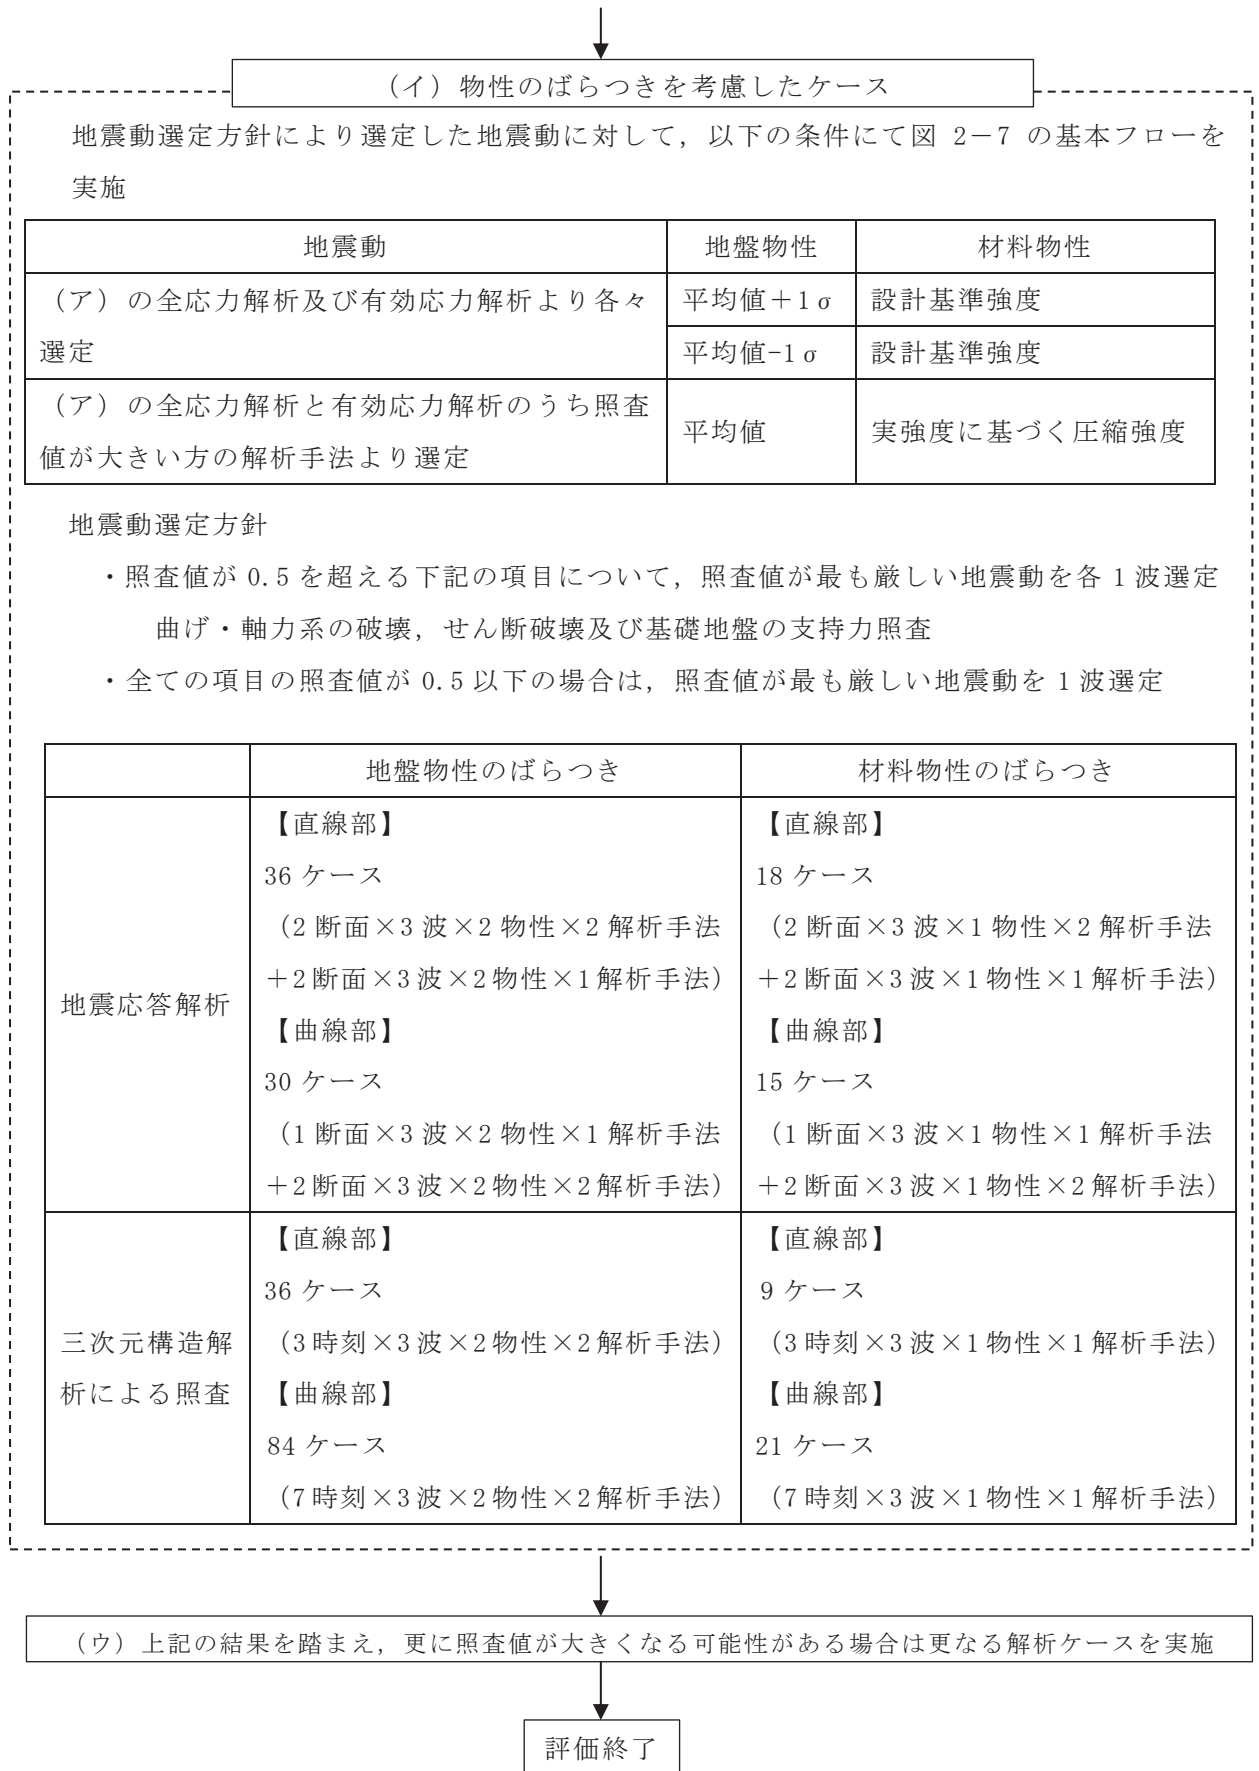 （イ）物性のばらつきを考慮したケース
地震動選定方針により選定した地震動に対して，以下の条件にて図 2－7 の基本フローを
実施
地震動 地盤物性 材料物性
（ア）の全応力解析及び有効応力解析より各々
選定
平均値＋1σ 設計基準強度
平均値-1σ 設計基準強度
（ア）の全応力解析と有効応力解析のうち照査
値が大きい方の解析手法より選定
平均値 実強度に基づく圧縮強度
地震動選定方針
・照査値が 0.5 を超える下記の項目について，照査値が最も厳しい地震動を各 1 波選定
曲げ・軸力系の破壊，せん断破壊及び基礎地盤の支持力照査
・全ての項目の照査値が 0.5 以下の場合は，照査値が最も厳しい地震動を 1 波選定
地盤物性のばらつき 材料物性のばらつき
地震応答解析
【直線部】
36 ケース
（2 断面×3 波×2 物性×2 解析手法
＋2 断面×3 波×2 物性×1 解析手法）
【曲線部】
30 ケース
（1 断面×3 波×2 物性×1 解析手法
＋2 断面×3 波×2 物性×2 解析手法）
【直線部】
18 ケース
（2 断面×3 波×1 物性×2 解析手法
＋2 断面×3 波×1 物性×1 解析手法）
【曲線部】
15 ケース
（1 断面×3 波×1 物性×1 解析手法
＋2 断面×3 波×1 物性×2 解析手法）
三次元構造解
析による照査
【直線部】
36 ケース
（3 時刻×3 波×2 物性×2 解析手法）
【曲線部】
84 ケース
（7 時刻×3 波×2 物性×2 解析手法）
【直線部】
9 ケース
（3 時刻×3 波×1 物性×1 解析手法）
【曲線部】
21 ケース
（7 時刻×3 波×1 物性×1 解析手法）
（ウ）上記の結果を踏まえ，更に照査値が大きくなる可能性がある場合は更なる解析ケースを実施
評価終了